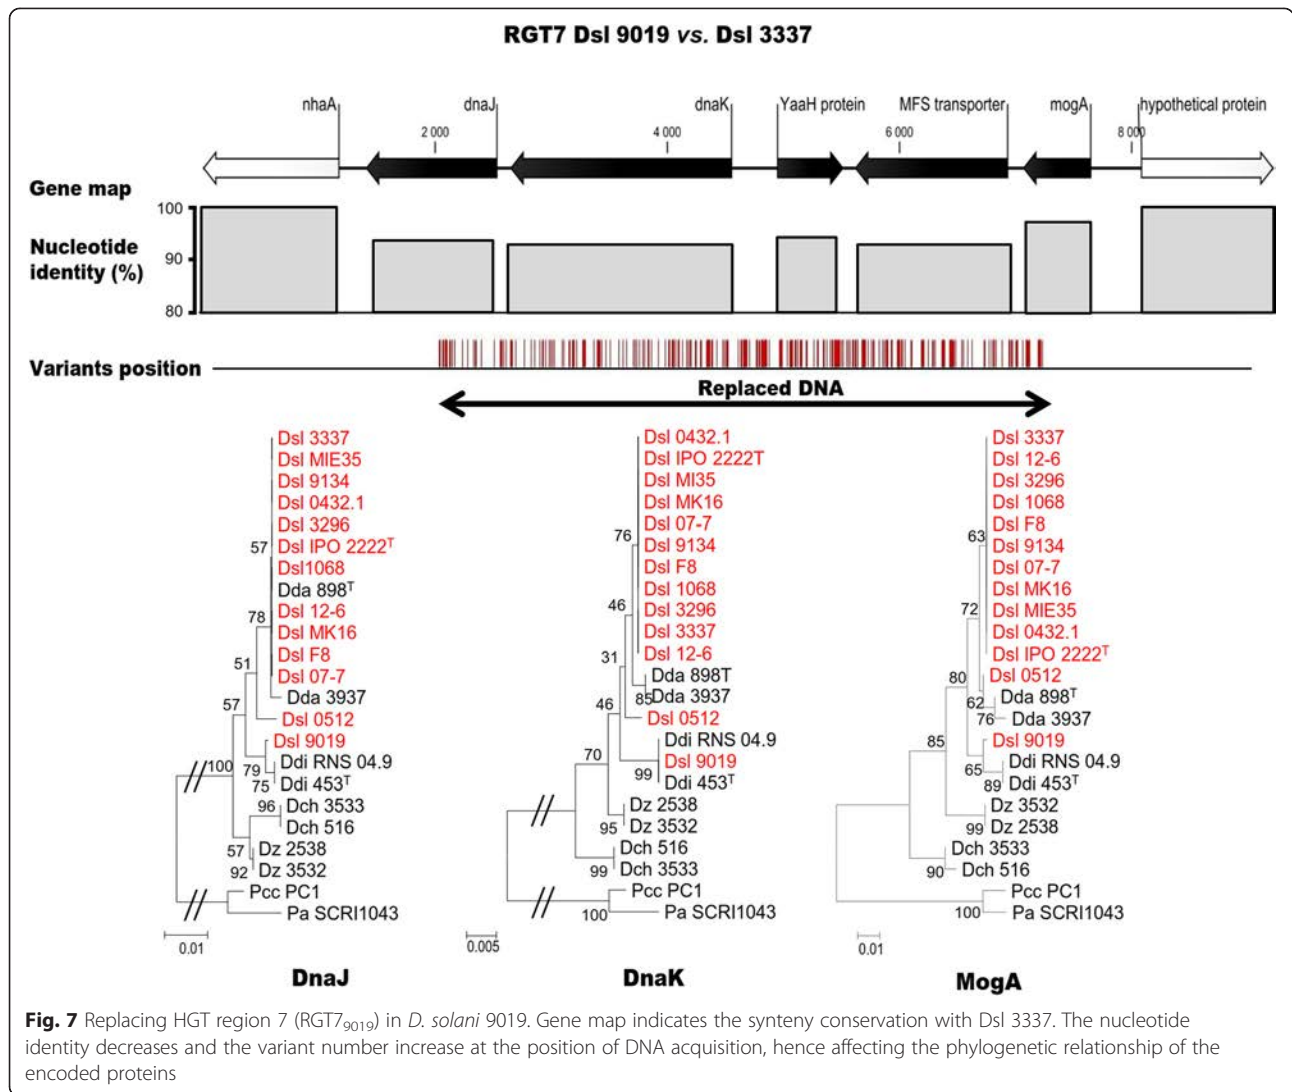 RGT7 Dsl 9019 vs. Dsl 3337
nhaA dnaJ dnaK YaaH protein MFS transporter mogA hypothetical protein
2 000 4 000 6 000 8 000
Gene map
100
Nucleotide
identity (%)
90
80
Variants position
Replaced DNA
Dsl 3337
Dsl MIE35
Dsl 9134
Dsl 0432.1
Dsl 3296
57
Dsl IPO 2222T
Dsl1068
Dda 898T
78
Dsl 12-6
Dsl MK16
Dsl F8
51
Dsl 07-7
Dda 3937
57
Dsl 0512
Dsl 9019
100
79
Ddi RNS 04.9
75
Ddi 453T
96
Dch 3533
Dch 516
57
Dz 2538
92
Dz 3532
Pcc PC1
Pa SCRI1043
0.01
DnaJ
Dsl 0432.1
Dsl IPO 2222T
Dsl MI35
Dsl MK16
Dsl 07-7
76
Dsl 9134
Dsl F8
Dsl 1068
46
Dsl 3296
Dsl 3337
31
Dsl 12-6
Dda 898T
85
Dda 3937
46
Dsl 0512
Ddi RNS 04.9
70
Dsl 9019
99
Ddi 453T
Dz 2538
95
Dz 3532
Dch 516
99
Dch 3533
Pcc PC1
100
Pa SCRI1043
0.005
DnaK
Dsl 3337
Dsl 12-6
Dsl 3296
Dsl 1068
Dsl F8
63
Dsl 9134
Dsl 07-7
Dsl MK16
72
Dsl MIE35
Dsl 0432.1
Dsl IPO 2222T
80
Dsl 0512
62
Dda 898T
76
Dda 3937
85
Dsl 9019
65
Ddi RNS 04.9
89
Ddi 453T
Dz 3532
99
Dz 2538
Dch 3533
90
Dch 516
Pcc PC1
100
Pa SCRI1043
0.01
MogA
Fig. 7 Replacing HGT region 7 (RGT79019) in D. solani 9019. Gene map indicates the synteny conservation with Dsl 3337. The nucleotide
identity decreases and the variant number increase at the position of DNA acquisition, hence affecting the phylogenetic relationship of the
encoded proteins